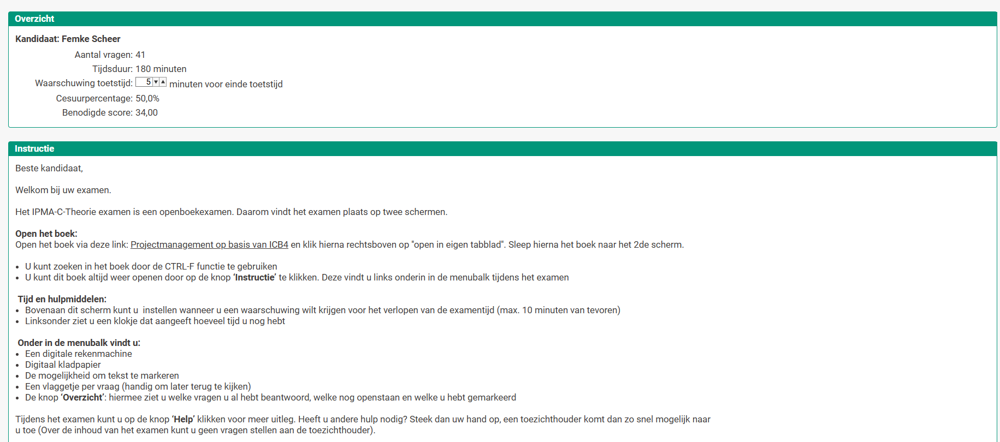 Overzicht
Kandidaat: Femke Scheer
Aantal vragen: 41
Tijdsduur: 180 minuten
Waarschuwing toetstijd: 5 minuten voor einde toetstijd
Cesuurpercentage: 50,0%
Benodigde score: 34,00
Instructie
Beste kandidaat,
Welkom bij uw examen.
Het IPMA-C-Theorie examen is een openboekexamen. Daarom vindt het examen plaats op twee schermen.
Open het boek:
Open het boek via deze link: Projectmanagement op basis van ICB4 en klik hierna rechtsboven op "open in eigen tabblad". Sleep hierna het boek naar het 2de scherm.
• U kunt zoeken in het boek door de CTRL-F functie te gebruiken
• U kunt dit boek altijd weer openen door op de knop ‘Instructie’ te klikken. Deze vindt u links onderin in de menubalk tijdens het examen
Tijd en hulpmiddelen:
• Bovenaan dit scherm kunt u instellen wanneer u een waarschuwing wilt krijgen voor het verlopen van de examentijd (max. 10 minuten van tevoren)
• Linksonder ziet u een klokje dat aangeeft hoeveel tijd u nog hebt
Onder in de menubalk vindt u:
• Een digitale rekenmachine
• Digitaal kladpapier
• De mogelijkheid om tekst te markeren
• Een vlaggetje per vraag (handig om later terug te kijken)
• De knop ‘Overzicht’: hiermee ziet u welke vragen u al hebt beantwoord, welke nog openstaan en welke u hebt gemarkeerd
Tijdens het examen kunt u op de knop ‘Help’ klikken voor meer uitleg. Heeft u andere hulp nodig? Steek dan uw hand op, een toezichthouder komt dan zo snel mogelijk naar
u toe (Over de inhoud van het examen kunt u geen vragen stellen aan de toezichthouder).